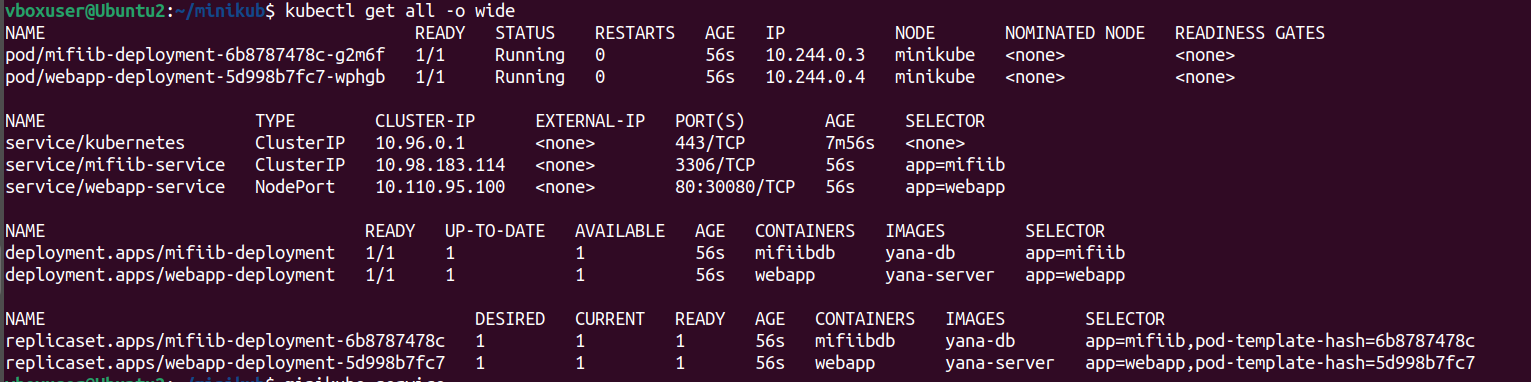 vboxuser@Ubuntu2:~/minikub$ kubectl get all -o wide
NAME READY STATUS RESTARTS AGE IP NODE NOMINATED NODE READINESS GATES
pod/mifiib-deployment-6b8787478c-g2m6f 1/1 Running 0 56s 10.244.0.3 minikube <none> <none>
pod/webapp-deployment-5d998b7fc7-wphgb 1/1 Running 0 56s 10.244.0.4 minikube <none> <none>
NAME TYPE CLUSTER-IP EXTERNAL-IP PORT(S) AGE SELECTOR
service/kubernetes ClusterIP 10.96.0.1 <none> 443/TCP 7m56s <none>
service/mifiib-service ClusterIP 10.98.183.114 <none> 3306/TCP 56s app=mifiib
service/webapp-service NodePort 10.110.95.100 <none> 80:30080/TCP 56s app=webapp
NAME READY UP-TO-DATE AVAILABLE AGE CONTAINERS IMAGES SELECTOR
deployment.apps/mifiib-deployment 1/1 1 1 56s mifiibdb yana-db app=mifiib
deployment.apps/webapp-deployment 1/1 1 1 56s webapp yana-server app=webapp
NAME DESIRED CURRENT READY AGE CONTAINERS IMAGES SELECTOR
replicaset.apps/mifiib-deployment-6b8787478c 1 1 1 56s mifiibdb yana-db app=mifiib,pod-template-hash=6b8787478c
replicaset.apps/webapp-deployment-5d998b7fc7 1 1 1 56s webapp yana-server app=webapp,pod-template-hash=5d998b7fc7
vboxuser@Ubuntu2:~/minikub$ minikube service